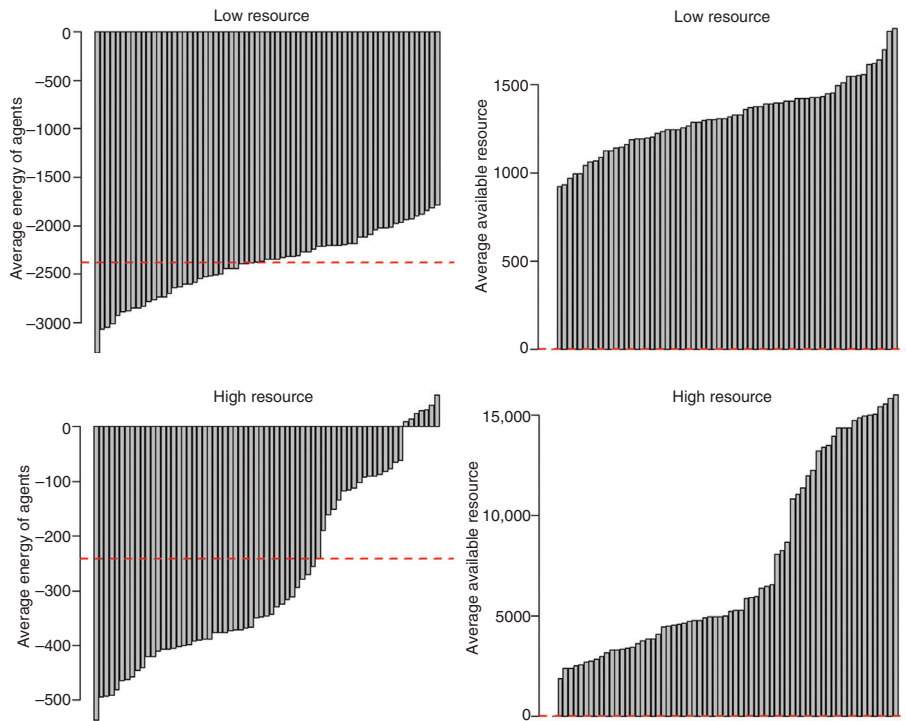 Low resource
Average energy of agents
0
–500
–1000
–1500
–2000
–2500
–3000
Low resource
Average available resource
1500
1000
500
0
High resource
Average energy of agents
0
–100
–200
–300
–400
–500
High resource
Average available resource
15,000
10,000
5000
0